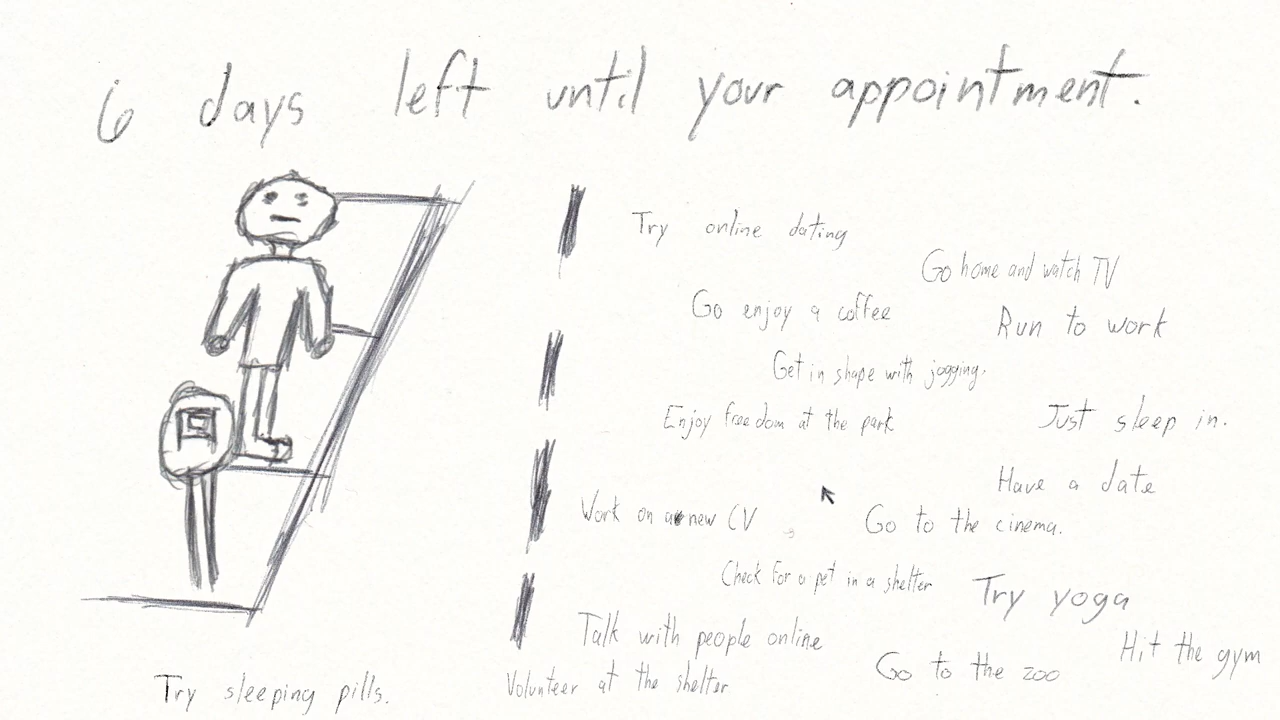 6 days left until your appointment.
Try online dating
Go home and watch TV
Go enjoy a coffee
Run to work
Get in shape with jogging.
Enjoy freedom at the park
Just sleep in.
Have a date
Work on a new CV
Go to the cinema.
Check for a pet in a shelter
Try yoga
Talk with people online
Hit the gym
Go to the zoo
Volunteer at the shelter
Try sleeping pills.